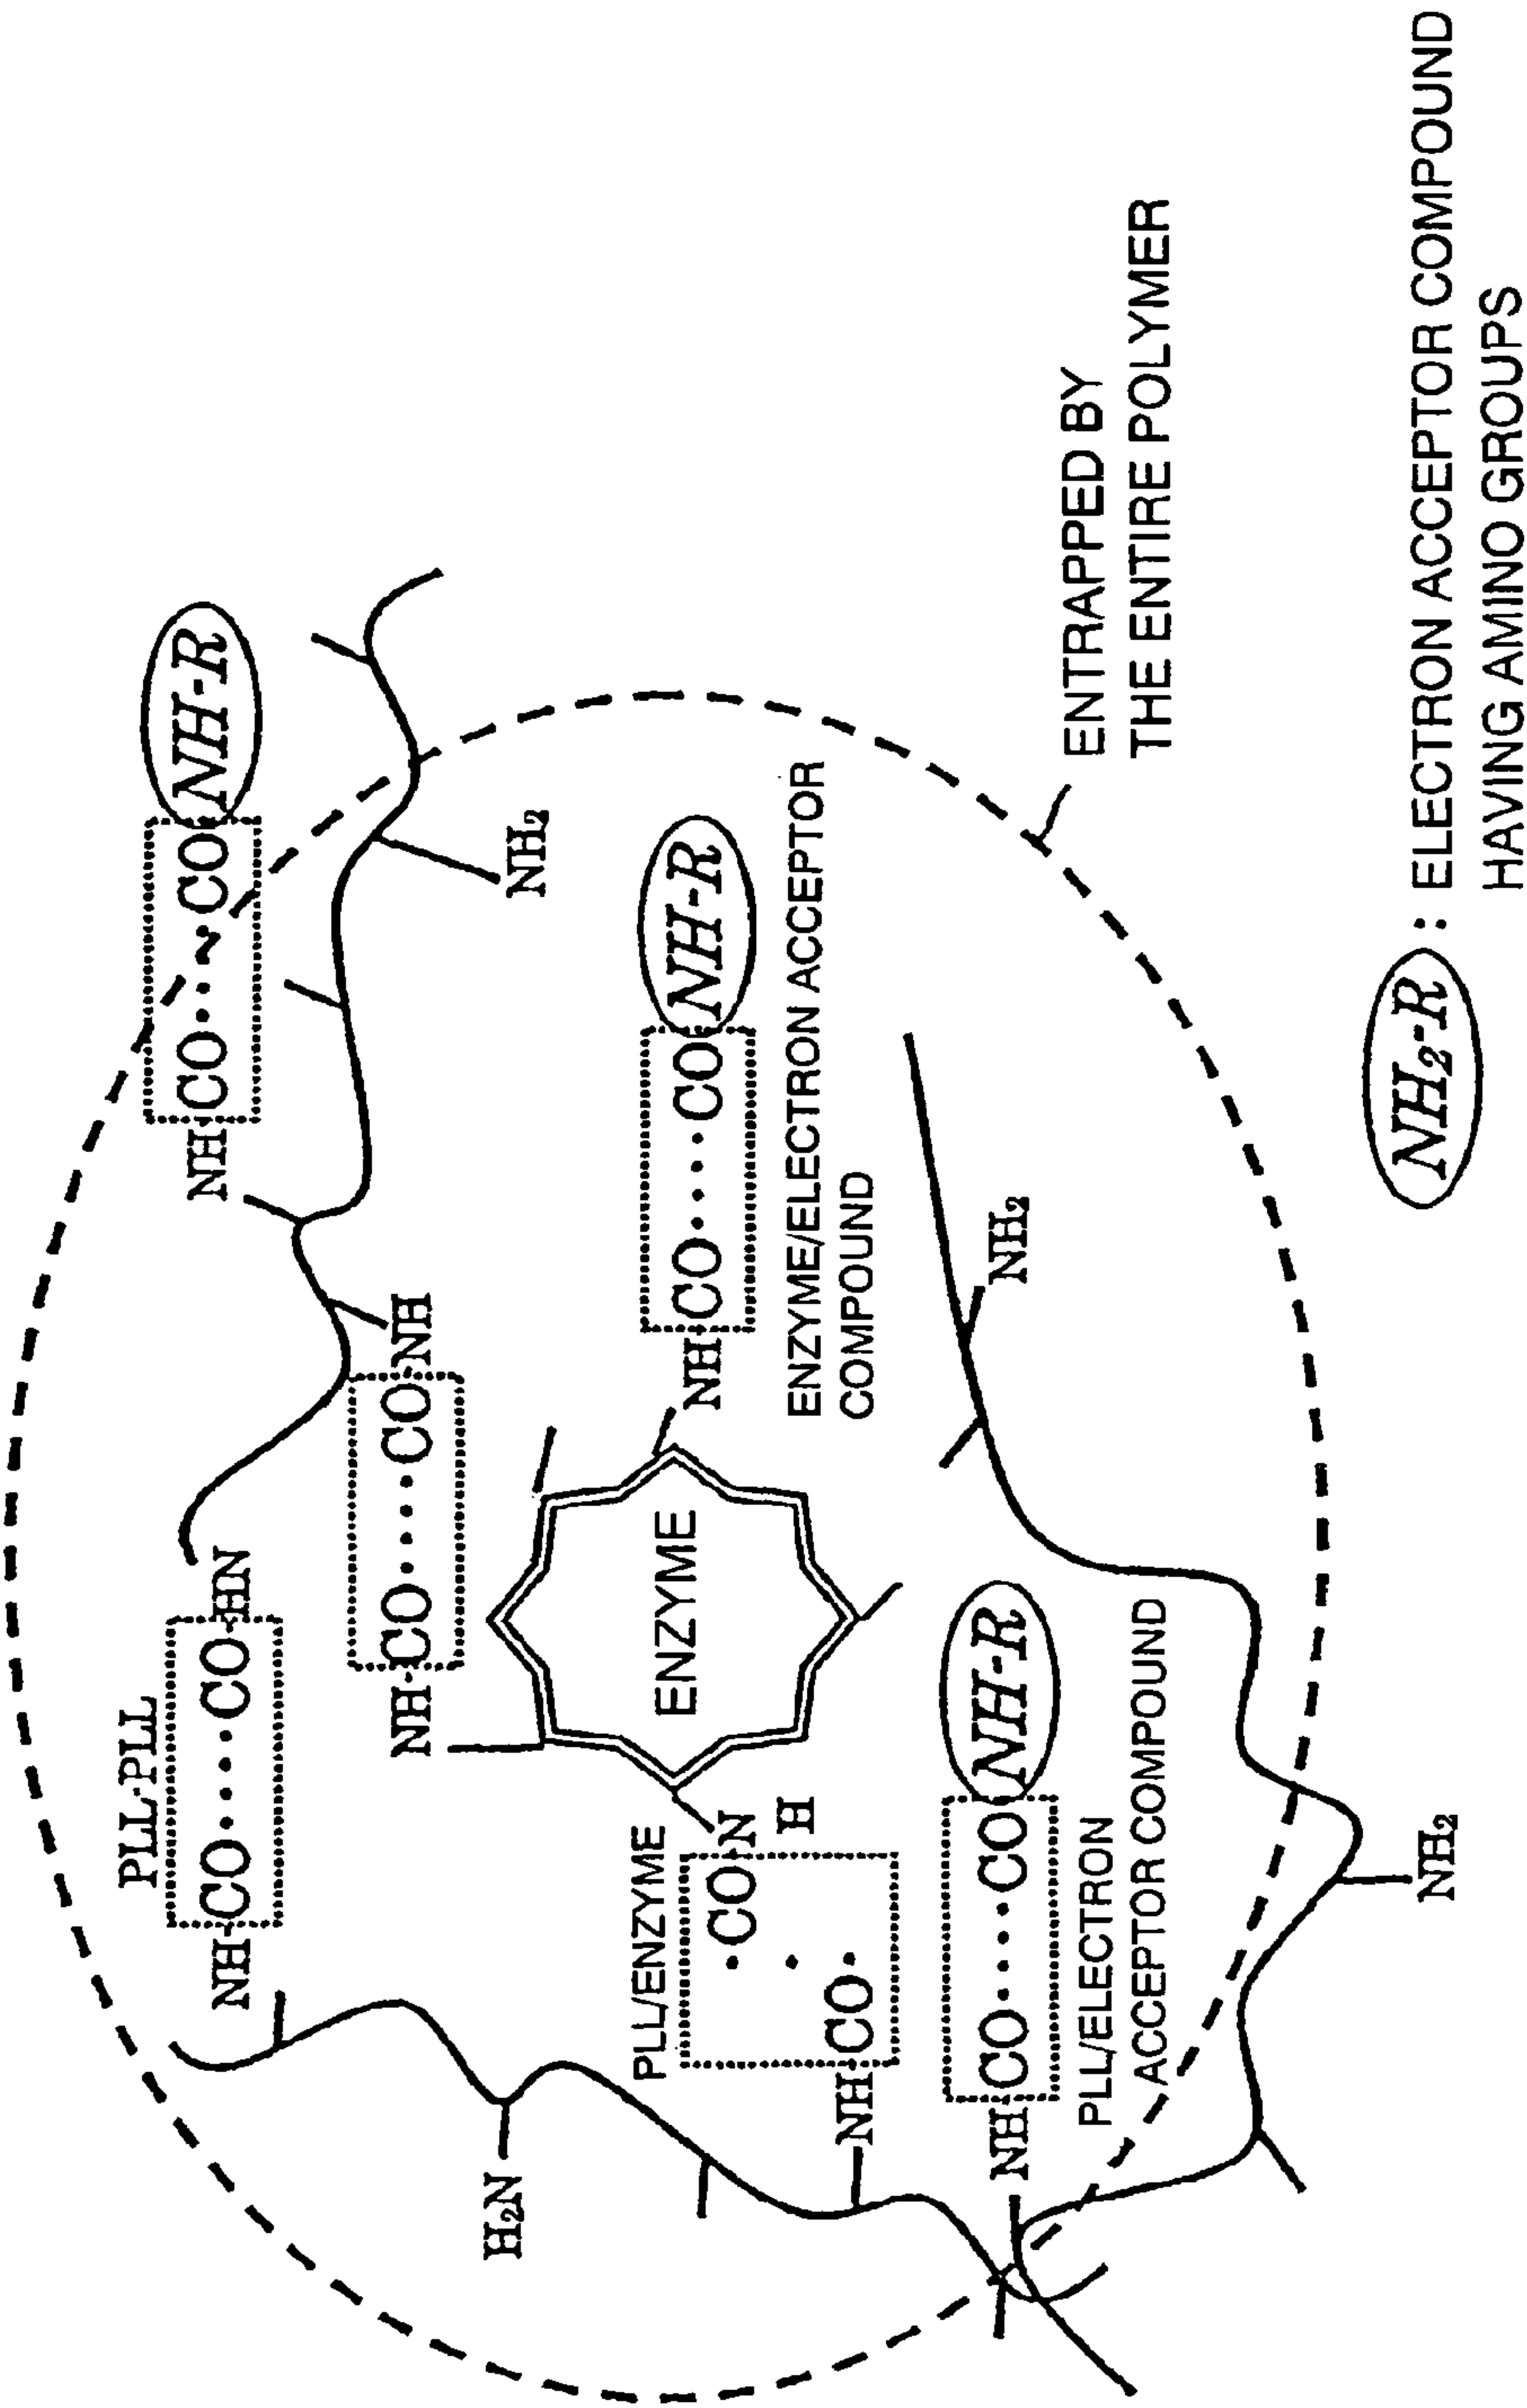 PLL-PLL
NH-CO····CO-HN
NH CO··~CO NH-R
NH-CO····CO-NH
H₂N
NH₂
PLL/ENZYME
·CO N
·
H
NH CO·
ENZYME
NH CO····CO NH-R
ENZYME/ELECTRON ACCEPTOR
COMPOUND
NH CO····CO NH-R
PLL/ELECTRON
ACCEPTOR COMPOUND
NH₂
ENTRAPPED BY
THE ENTIRE POLYMER
NH₂
NH₂-R : ELECTRON ACCEPTOR COMPOUND
HAVING AMINO GROUPS